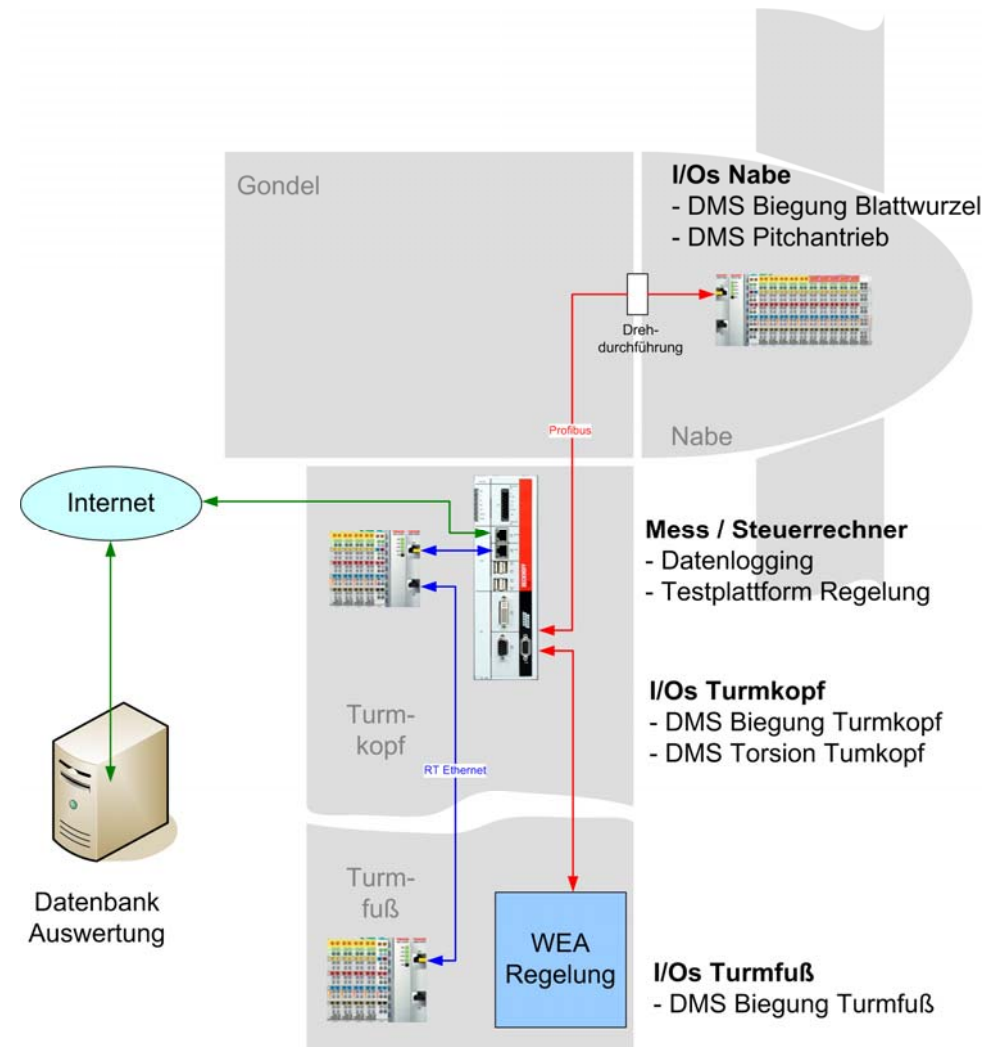 Gondel
I/Os Nabe
- DMS Biegung Blattwurzel
- DMS Pitchantrieb
Dreh-
durchführung
Profibus
Nabe
Internet
Mess / Steuerrechner
- Datenlogging
- Testplattform Regelung
BECKHOFF
Turm-
kopf
I/Os Turmkopf
- DMS Biegung Turmkopf
- DMS Torsion Tumkopf
RT Ethernet
Datenbank
Auswertung
Turm-
fuß
WEA
Regelung
I/Os Turmfuß
- DMS Biegung Turmfuß